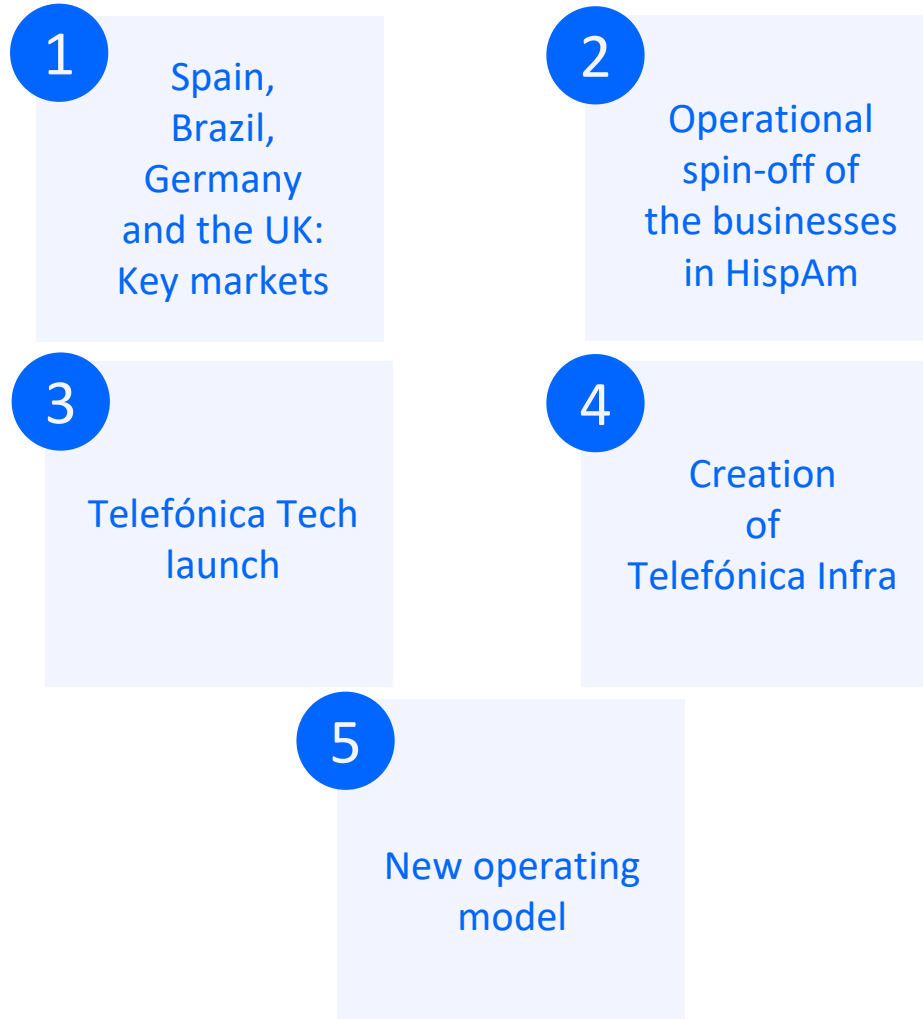 1
Spain,
Brazil,
Germany
and the UK:
Key markets
2
Operational
spin-off of
the businesses
in HispAm
3
Telefónica Tech
launch
4
Creation
of
Telefónica Infra
5
New operating
model